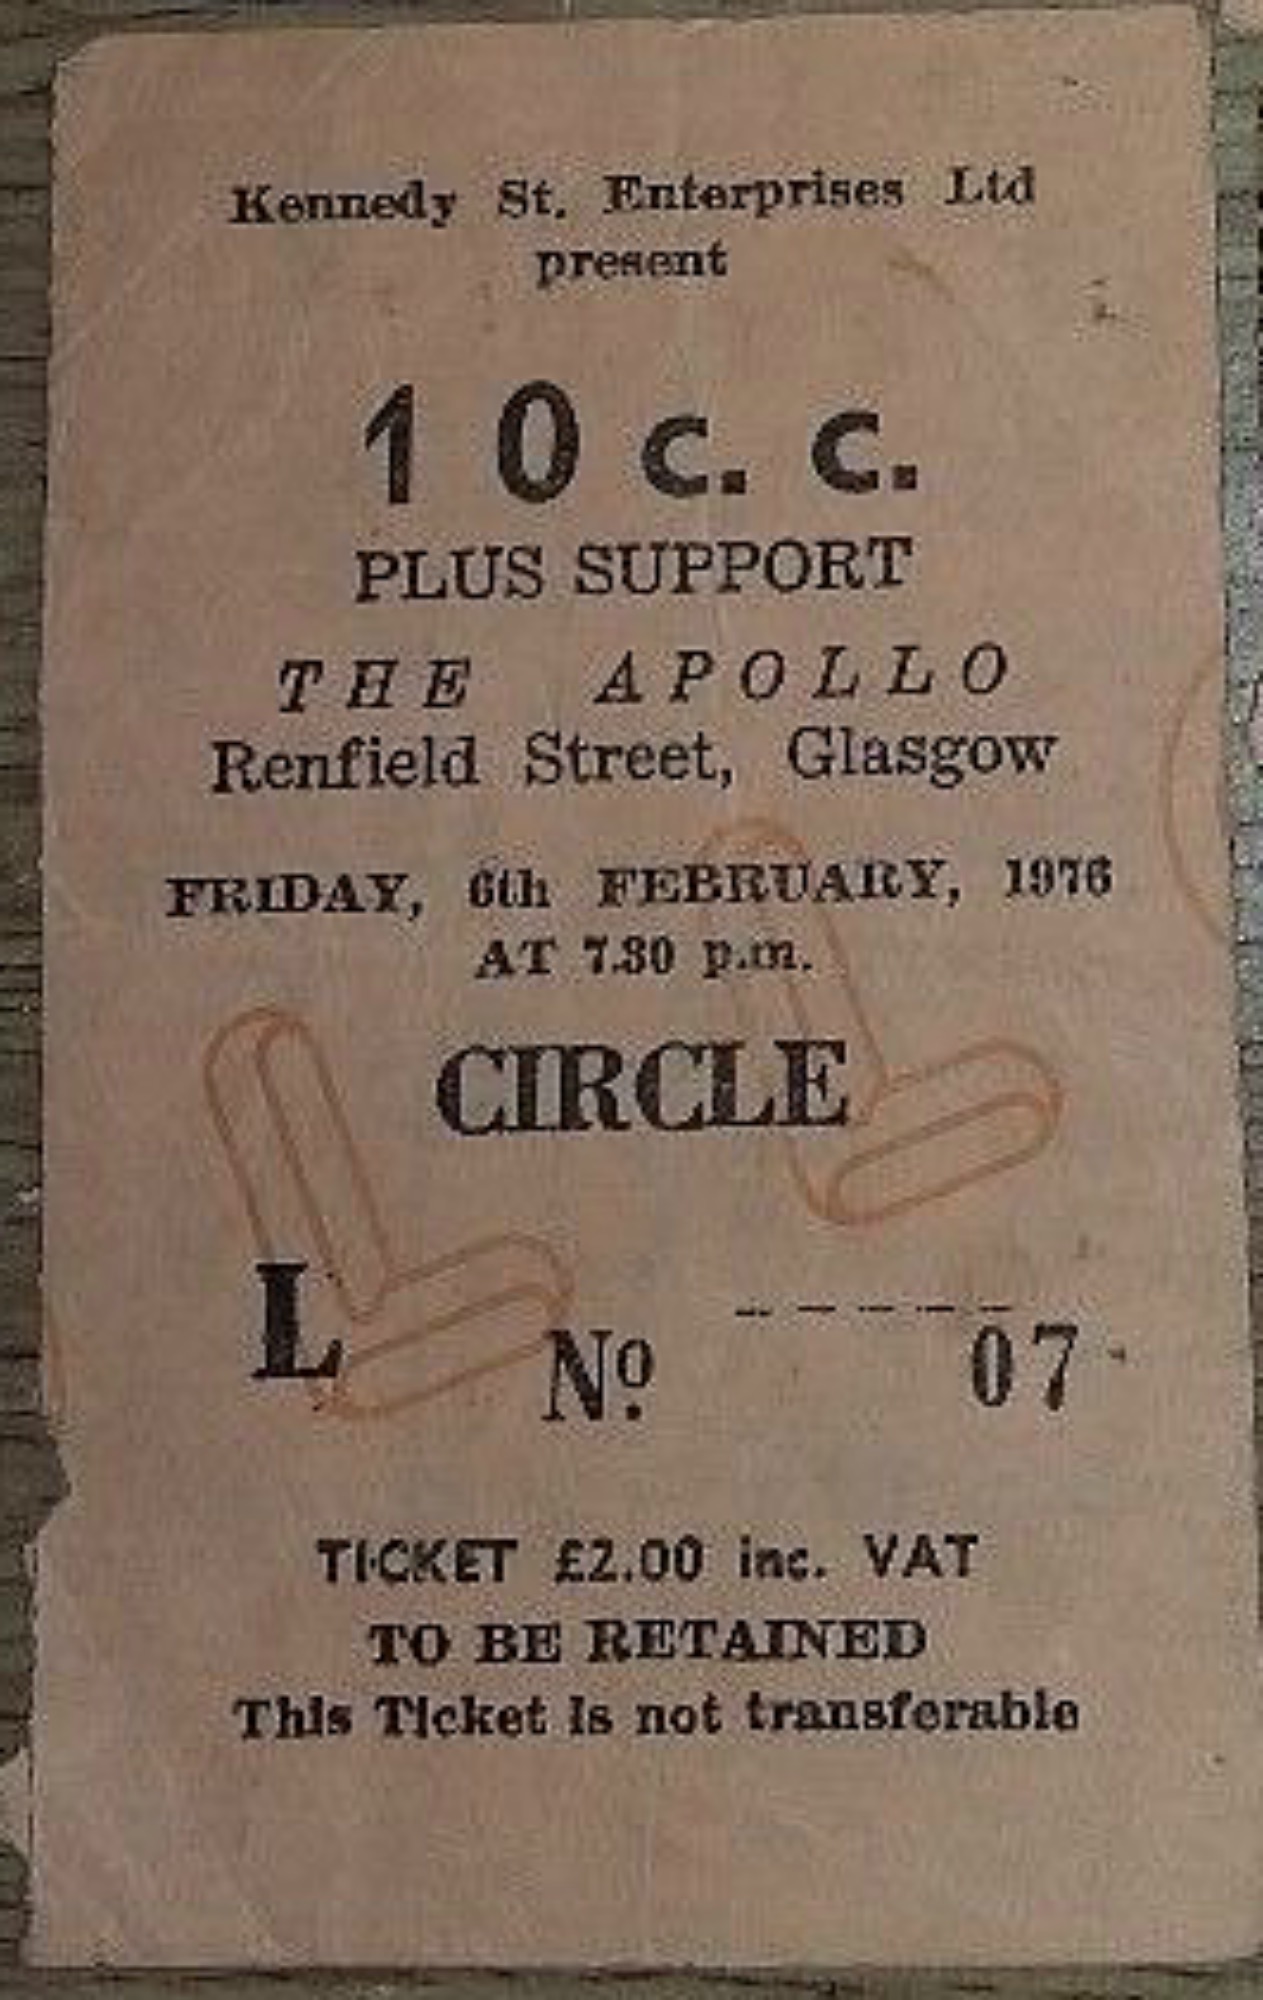 Kennedy St. Enterprises Ltd
present
10 c. c.
PLUS SUPPORT
THE APOLLO
Renfield Street, Glasgow
FRIDAY, 6th FEBRUARY, 1976
AT 7.30 p.m.
CIRCLE
L Nº. 07
TICKET £2.00 inc. VAT
TO BE RETAINED
This Ticket is not transferable